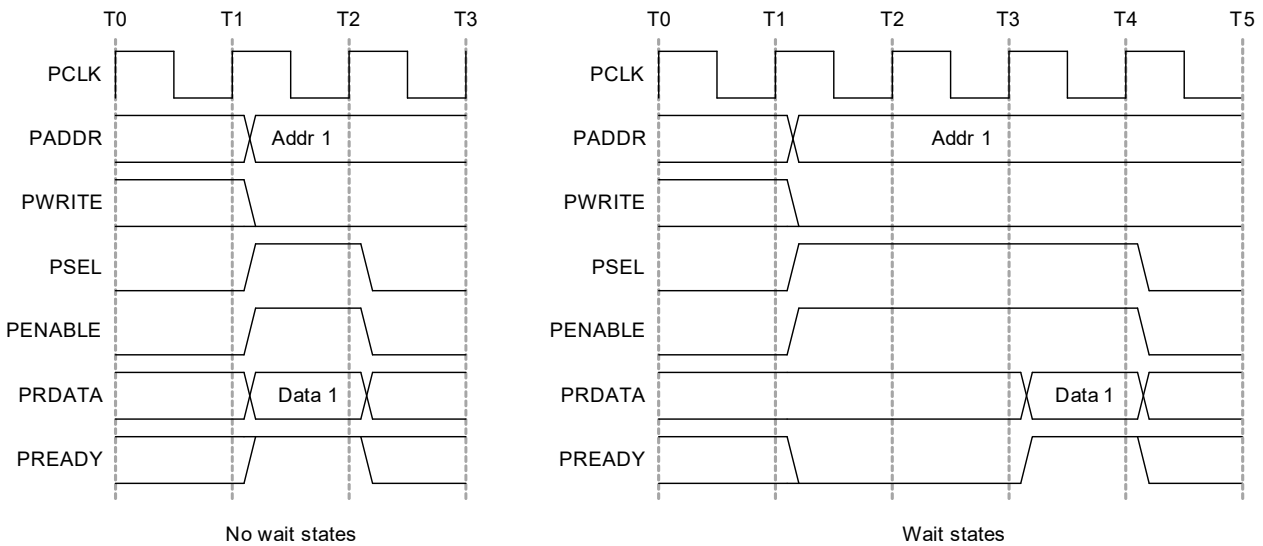 T0 T1 T2 T3
PCLK
PADDR Addr 1
PWRITE
PSEL
PENABLE
PRDATA Data 1
PREADY
No wait states
T0 T1 T2 T3 T4 T5
PCLK
PADDR Addr 1
PWRITE
PSEL
PENABLE
PRDATA Data 1
PREADY
Wait states